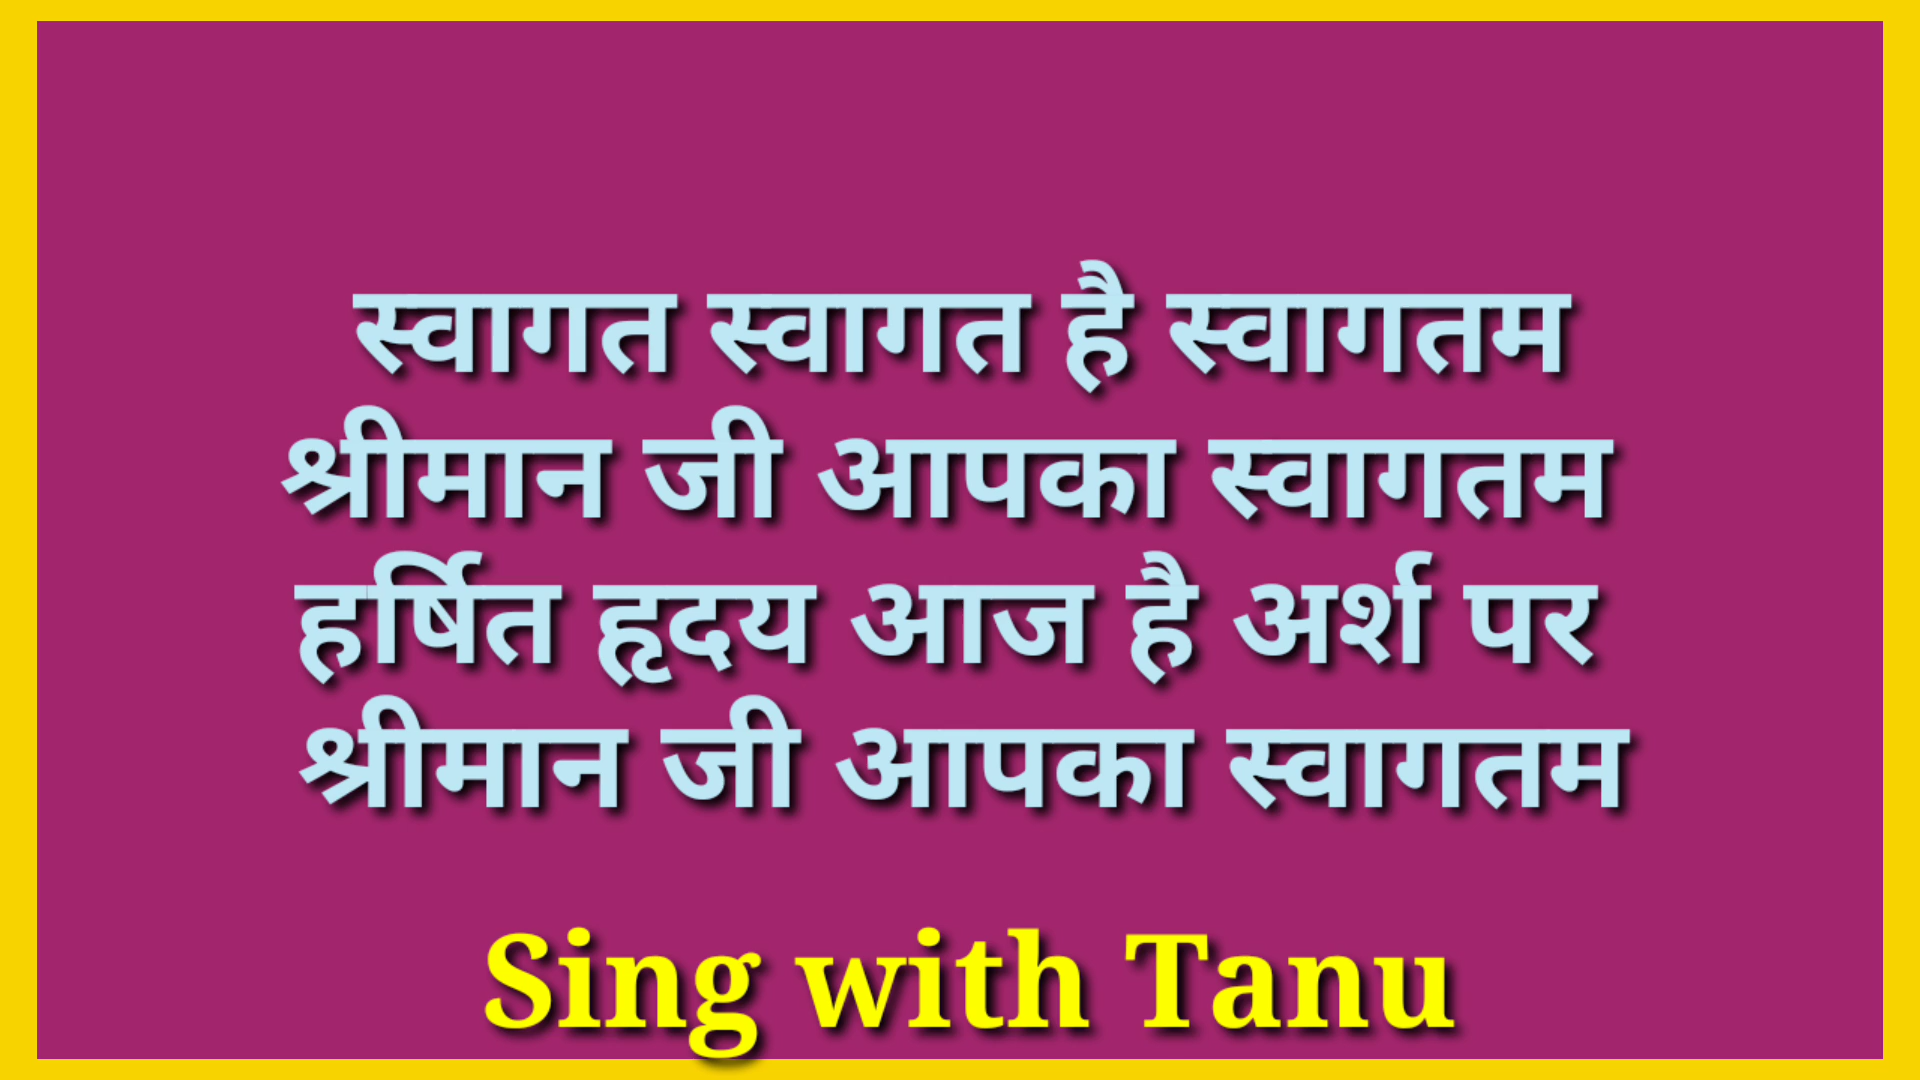 स्वागत स्वागत है स्वागतम
श्रीमान जी आपका स्वागतम
हर्षित हृदय आज है अर्श पर
श्रीमान जी आपका स्वागतम
Sing with Tanu